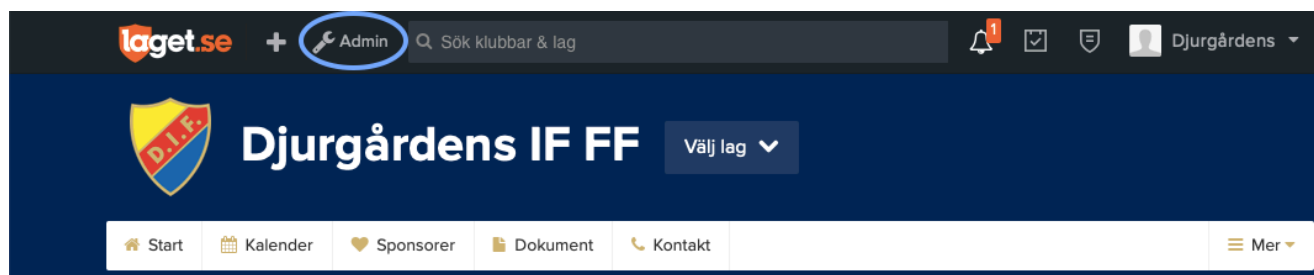 laget.se + Admin Sök klubbar & lag 1 Djurgårdens
D.I.F.
Djurgårdens IF FF Välj lag
Start Kalender Sponsorer Dokument Kontakt Mer